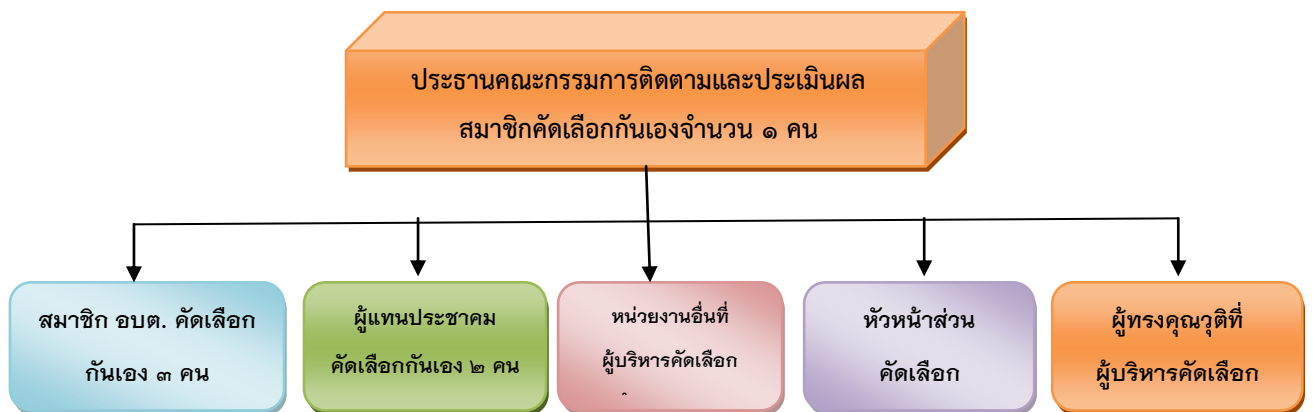 ประธานคณะกรรมการติดตามและประเมินผล
สมาชิกคัดเลือกกันเองจำนวน ๑ คน
สมาชิก อบต. คัดเลือก
กันเอง ๓ คน
ผู้แทนประชาคม
คัดเลือกกันเอง ๒ คน
หน่วยงานอื่นที่
ผู้บริหารคัดเลือก
หัวหน้าส่วน
คัดเลือก
ผู้ทรงคุณวุติที่
ผู้บริหารคัดเลือก